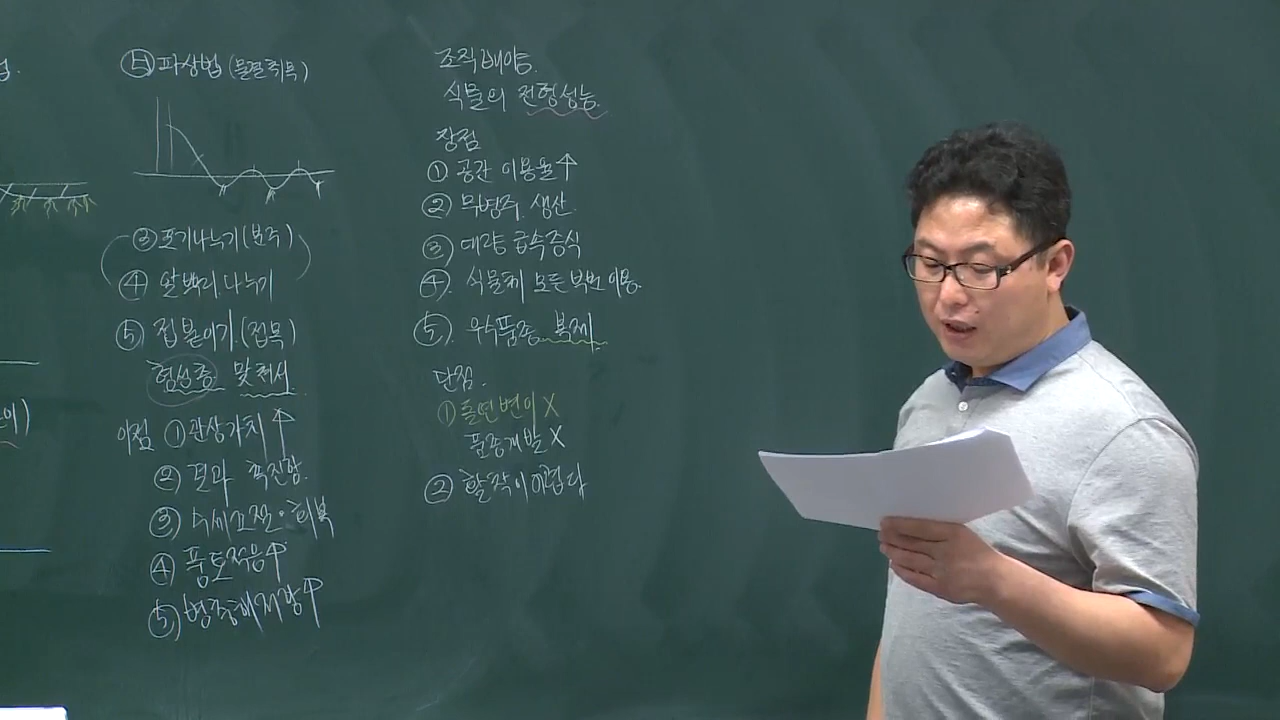 ㅂ 파상법 (물결취목)
③ 포기나누기 (분주)
④ 알뿌리 나누기
⑤ 접붙이기 (접목)
형성층 맞춰서
이점 ① 관상가치 ↑
② 결과 촉진함.
③ 수세조절·회복
④ 풍토적응↑
⑤ 병충해저항↑
조직배양.
식물의 전형성능.
장점
① 공간 이용율↑
② 무병주 생산.
③ 대량 급속증식
④. 식물체 모든 부번 이용.
⑤. 우수품종 복제
단점.
① 돌연변이 X
품종개발 X
② 활착이 어렵다